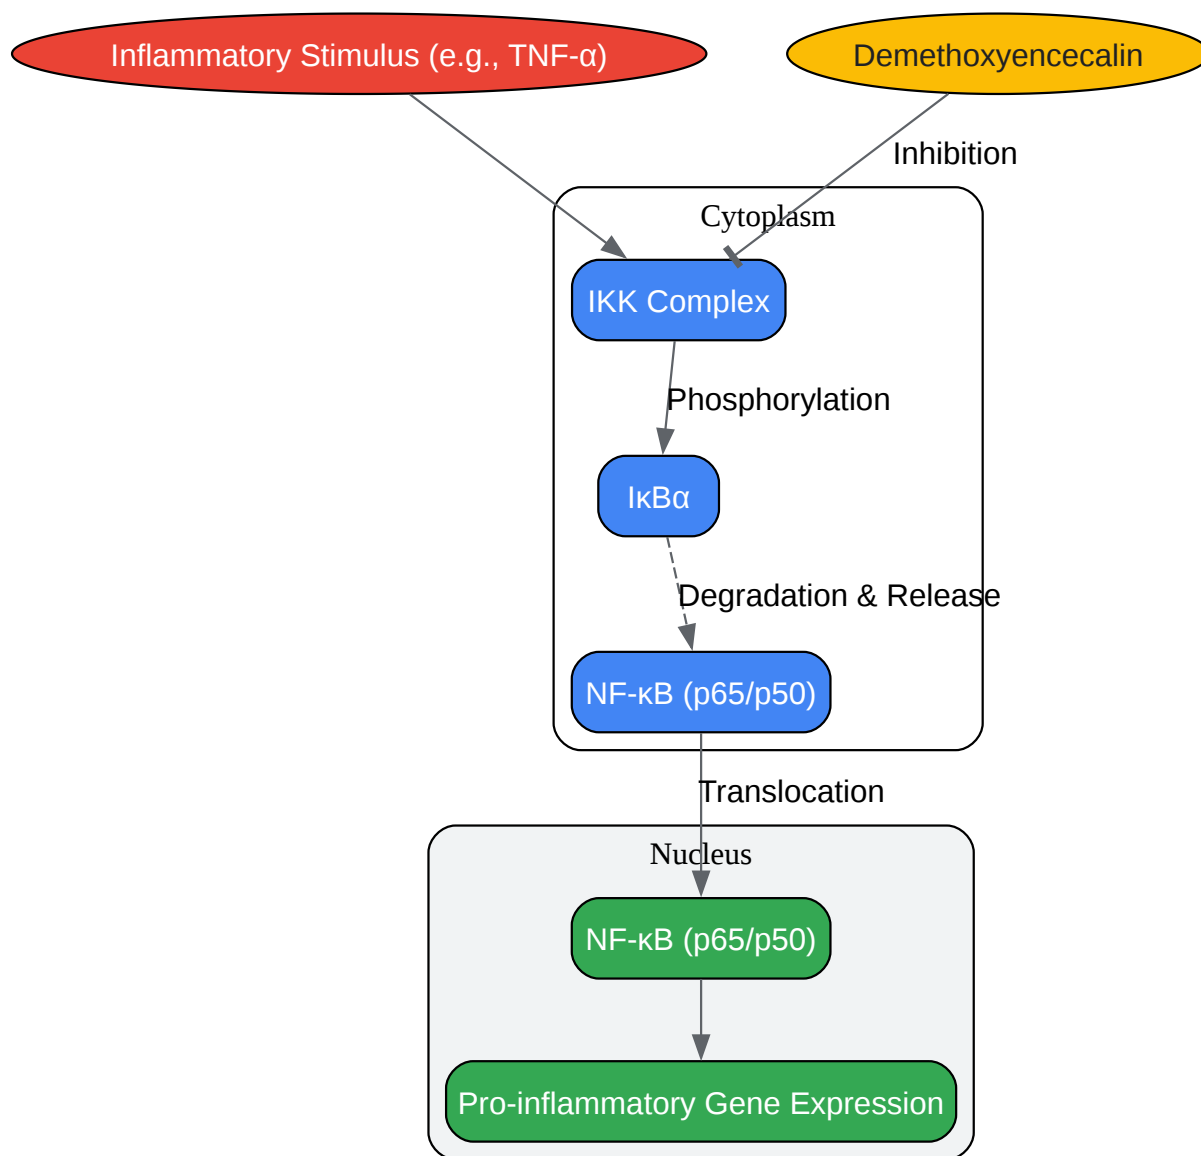 Inflammatory Stimulus (e.g., TNF-α)
Demethoxyencecalin
Inhibition
Cytoplasm
IKK Complex
Phosphorylation
IκBα
Degradation & Release
NF-κB (p65/p50)
Translocation
Nucleus
NF-κB (p65/p50)
Pro-inflammatory Gene Expression